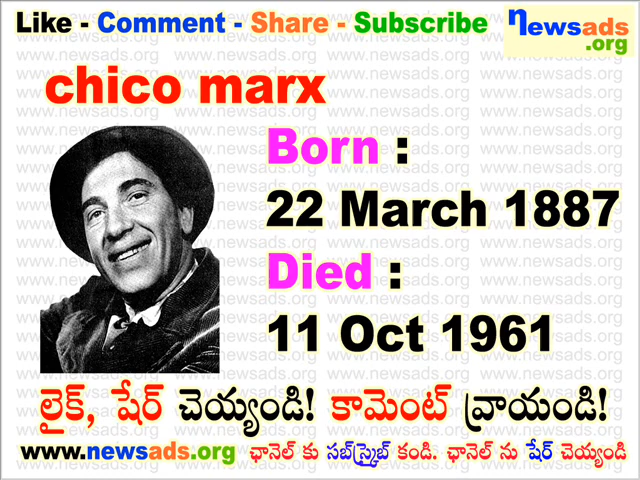 Like - Comment - Share - Subscribe
newsads
.org
chico marx
Born :
22 March 1887
Died :
11 Oct 1961
లైక్, షేర్ చెయ్యండి! కామెంట్ వ్రాయండి!
www.newsads.org ఛానెల్ కు సబ్‌స్క్రైబ్ కండి. ఛానెల్ ను షేర్ చెయ్యండి